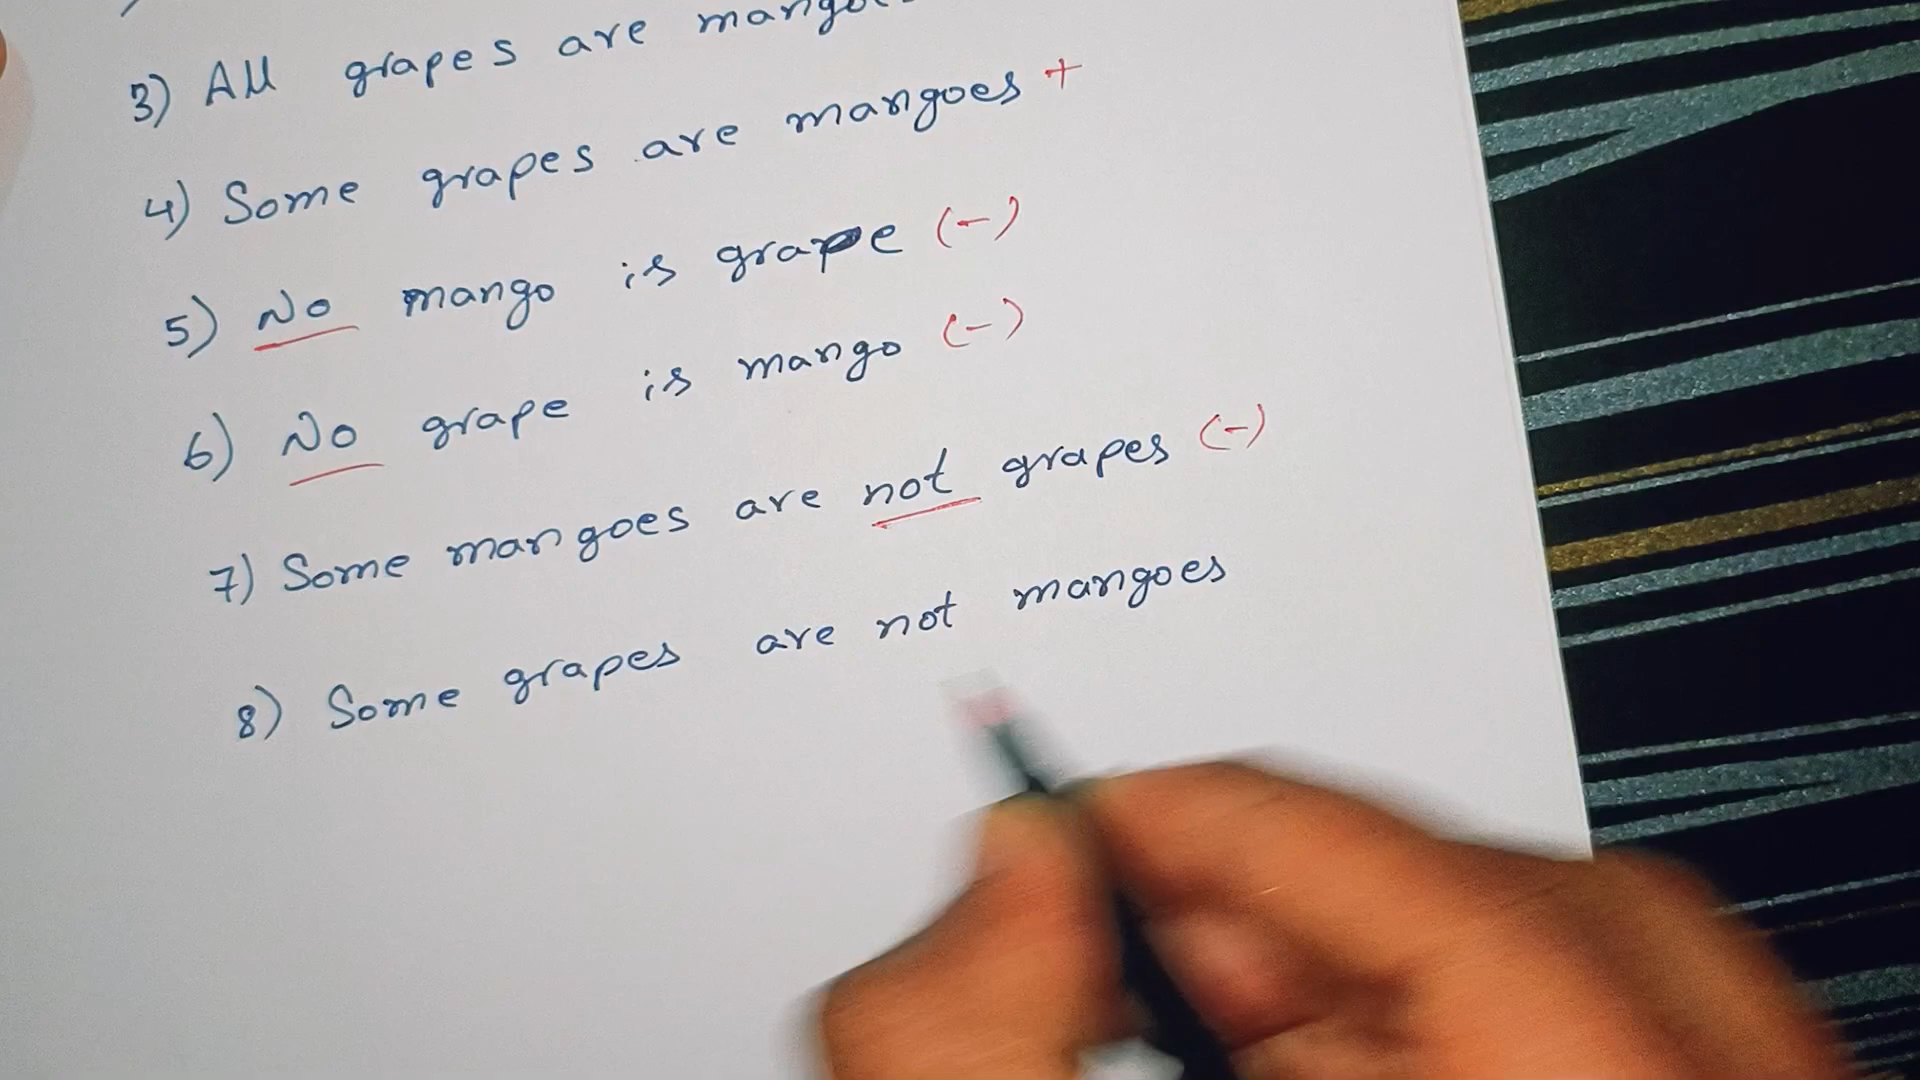 3) All grapes are
4) Some grapes are mangoes +
5) No mango is grape (-)
6) No grape is mango (-)
7) Some mangoes are not grapes (-)
8) Some grapes are not mangoes